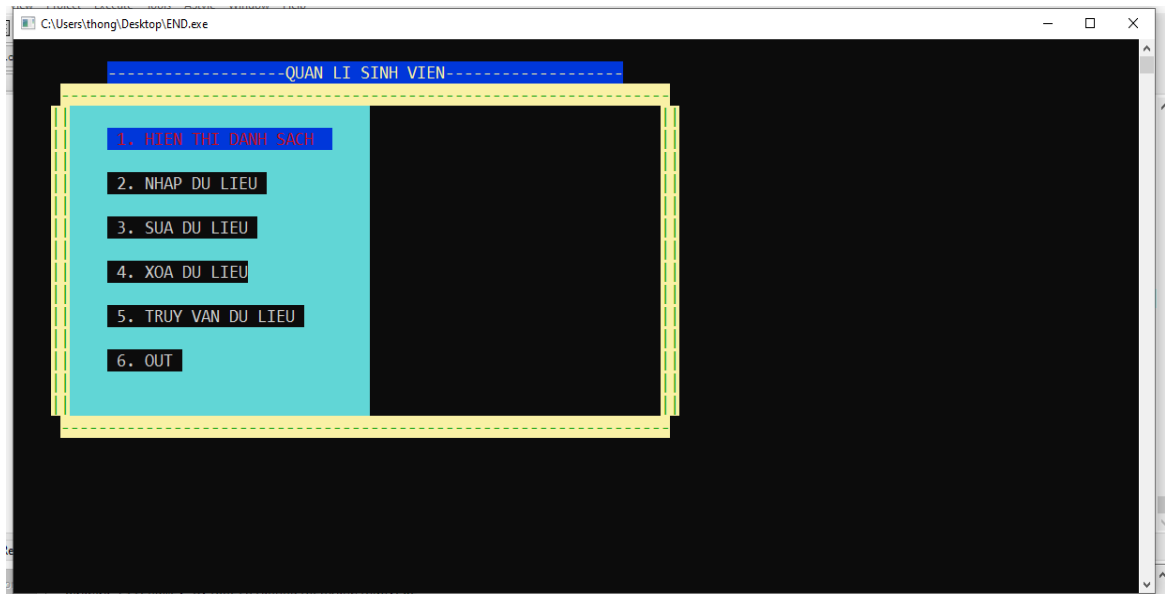 C:\Users\thong\Desktop\END.exe
-------------------QUAN LI SINH VIEN-------------------
1. HIEN THI DANH SACH
2. NHAP DU LIEU
3. SUA DU LIEU
4. XOA DU LIEU
5. TRUY VAN DU LIEU
6. OUT